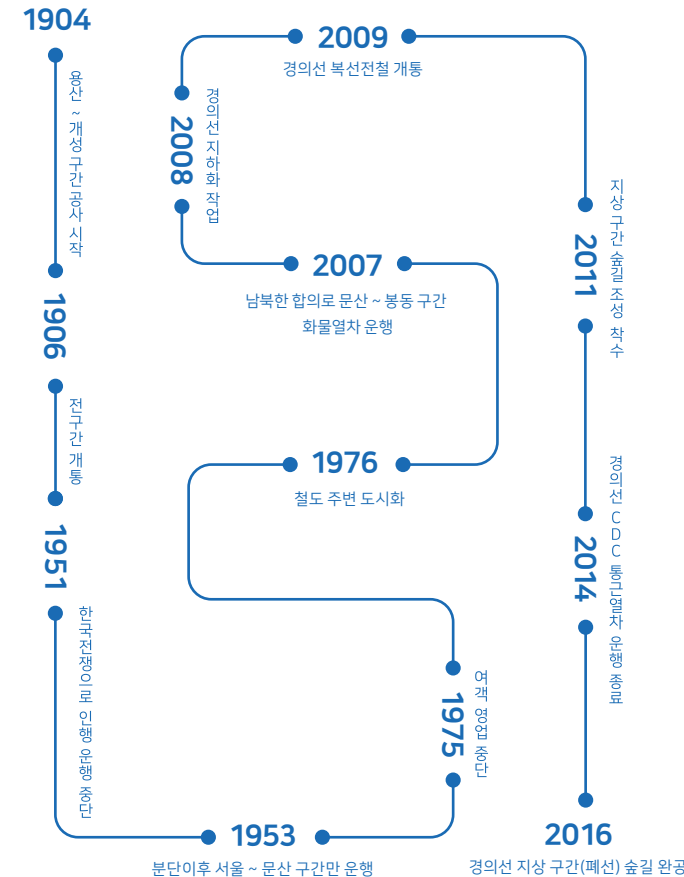 1904
용산 ~ 개성 구간 공사 시작
1906
전구간 개통
1951
한국전쟁으로 인행 운행 중단
1953
분단이후 서울 ~ 문산 구간만 운행
1975
여객 영업 중단
1976
철도 주변 도시화
2007
남북한 합의로 문산 ~ 봉동 구간
화물열차 운행
2008
경의선 지하화 작업
2009
경의선 복선전철 개통
2011
지상 구간 숲길 조성 착수
2014
경의선 CDC 통근열차 운행 종료
2016
경의선 지상 구간(폐선) 숲길 완공